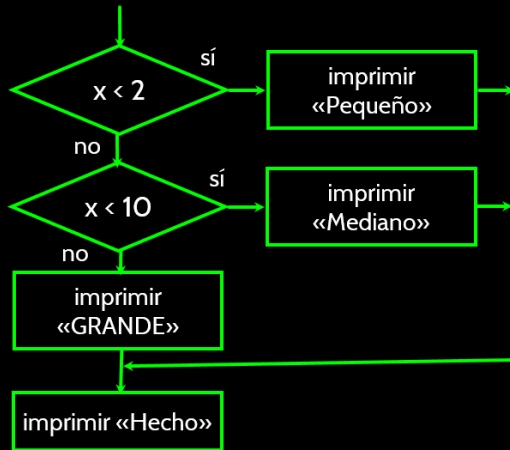 sí
x < 2
imprimir
«Pequeño»
no
sí
x < 10
imprimir
«Mediano»
no
imprimir
«GRANDE»
imprimir «Hecho»